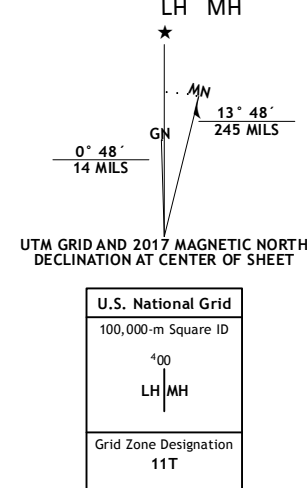 LH MH
★
MN
GN
0° 48´
14 MILS
13° 48´
245 MILS
UTM GRID AND 2017 MAGNETIC NORTH
DECLINATION AT CENTER OF SHEET
U.S. National Grid
100,000-m Square ID
⁴00
LH MH
Grid Zone Designation
11T